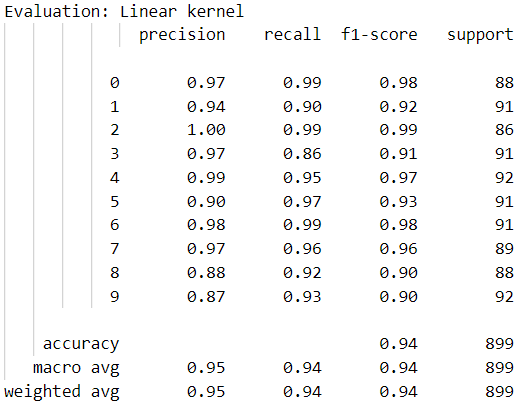 Evaluation: Linear kernel
precision recall f1-score support
0 0.97 0.99 0.98 88
1 0.94 0.90 0.92 91
2 1.00 0.99 0.99 86
3 0.97 0.86 0.91 91
4 0.99 0.95 0.97 92
5 0.90 0.97 0.93 91
6 0.98 0.99 0.98 91
7 0.97 0.96 0.96 89
8 0.88 0.92 0.90 88
9 0.87 0.93 0.90 92
accuracy 0.94 899
macro avg 0.95 0.94 0.94 899
weighted avg 0.95 0.94 0.94 899